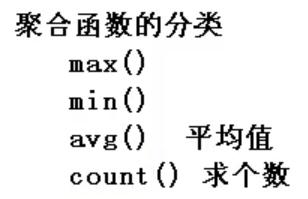 聚合函数的分类
max()
min()
avg() 平均值
count() 求个数